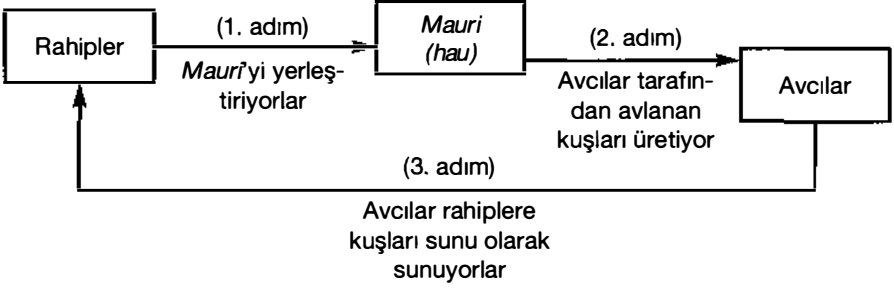 Rahipler
(1. adım)
Mauri'yi yerleş-
tiriyorlar
Mauri
(hau)
(2. adım)
Avcılar tarafın-
dan avlanan
kuşları üretiyor
Avcılar
(3. adım)
Avcılar rahiplere
kuşları sunu olarak
sunuyorlar